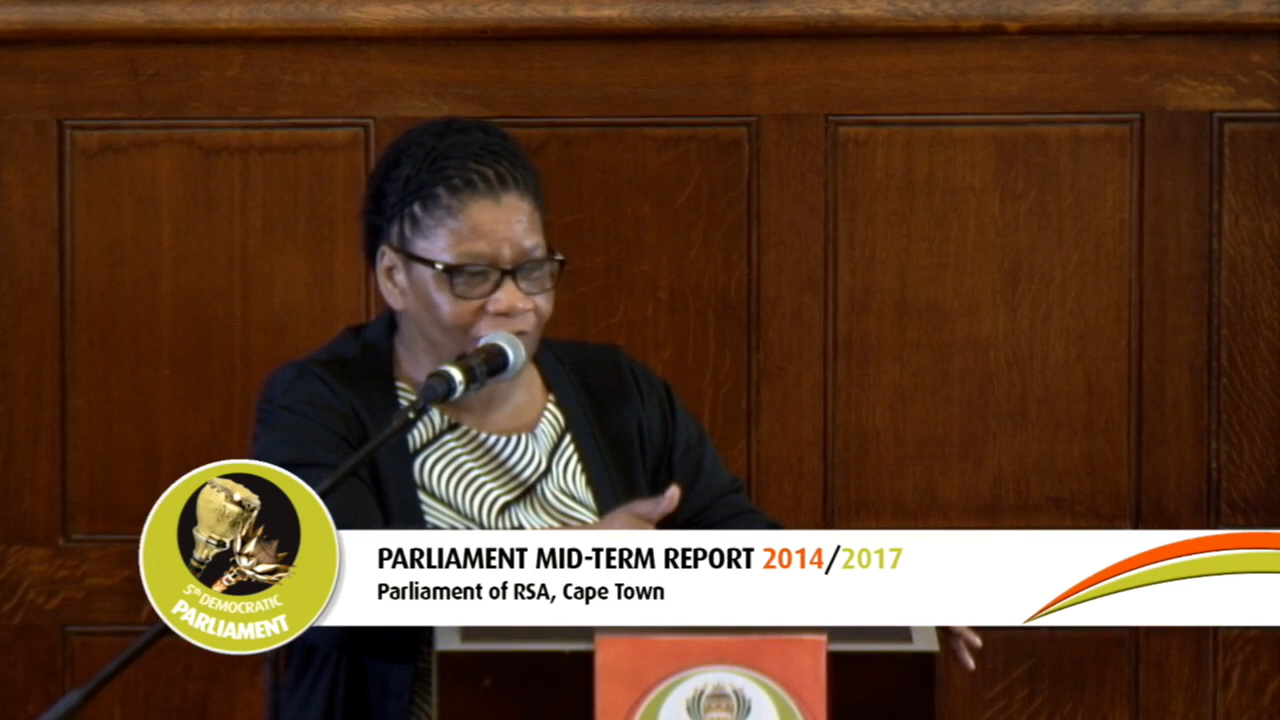 PARLIAMENT MID-TERM REPORT 2014/2017
Parliament of RSA, Cape Town
5th DEMOCRATIC
PARLIAMENT